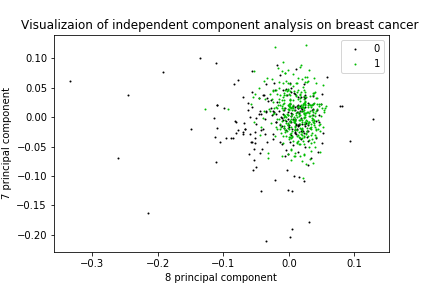 Visualizaion of independent component analysis on breast cancer
0
1
0.10
0.05
0.00
−0.05
−0.10
−0.15
−0.20
7 principal component
−0.3 −0.2 −0.1 0.0 0.1
8 principal component